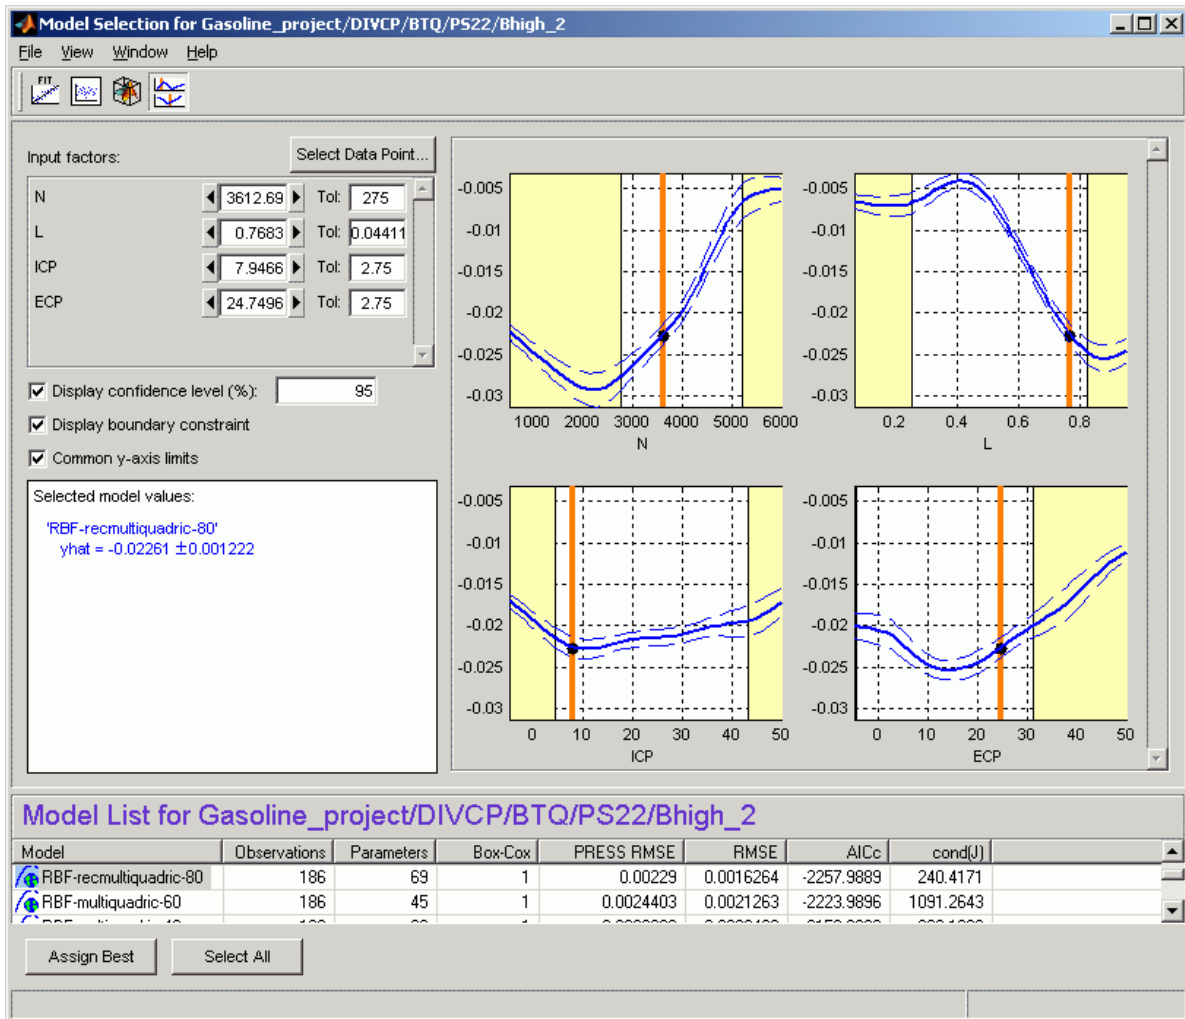 Model Selection for Gasoline_project/DIVCP/BTQ/PS22/Bhigh_2
File View Window Help
FIT
Input factors: Select Data Point...
N 3612.69 Tol: 275
L 0.7683 Tol: 0.04411
ICP 7.9466 Tol: 2.75
ECP 24.7496 Tol: 2.75
Display confidence level (%): 95
Display boundary constraint
Common y-axis limits
Selected model values:
'RBF-recmultiquadric-80'
yhat = -0.02261 ±0.001222
-0.005
-0.01
-0.015
-0.02
-0.025
-0.03
1000 2000 3000 4000 5000 6000
N
-0.005
-0.01
-0.015
-0.02
-0.025
-0.03
0.2 0.4 0.6 0.8
L
-0.005
-0.01
-0.015
-0.02
-0.025
-0.03
0 10 20 30 40 50
ICP
-0.005
-0.01
-0.015
-0.02
-0.025
-0.03
0 10 20 30 40 50
ECP
Model List for Gasoline_project/DIVCP/BTQ/PS22/Bhigh_2
Model Observations Parameters Box-Cox PRESS RMSE RMSE AICc cond(J)
RBF-recmultiquadric-80 186 69 1 0.00229 0.0016264 -2257.9889 240.4171
RBF-multiquadric-60 186 45 1 0.0024403 0.0021263 -2223.9896 1091.2643
Assign Best Select All